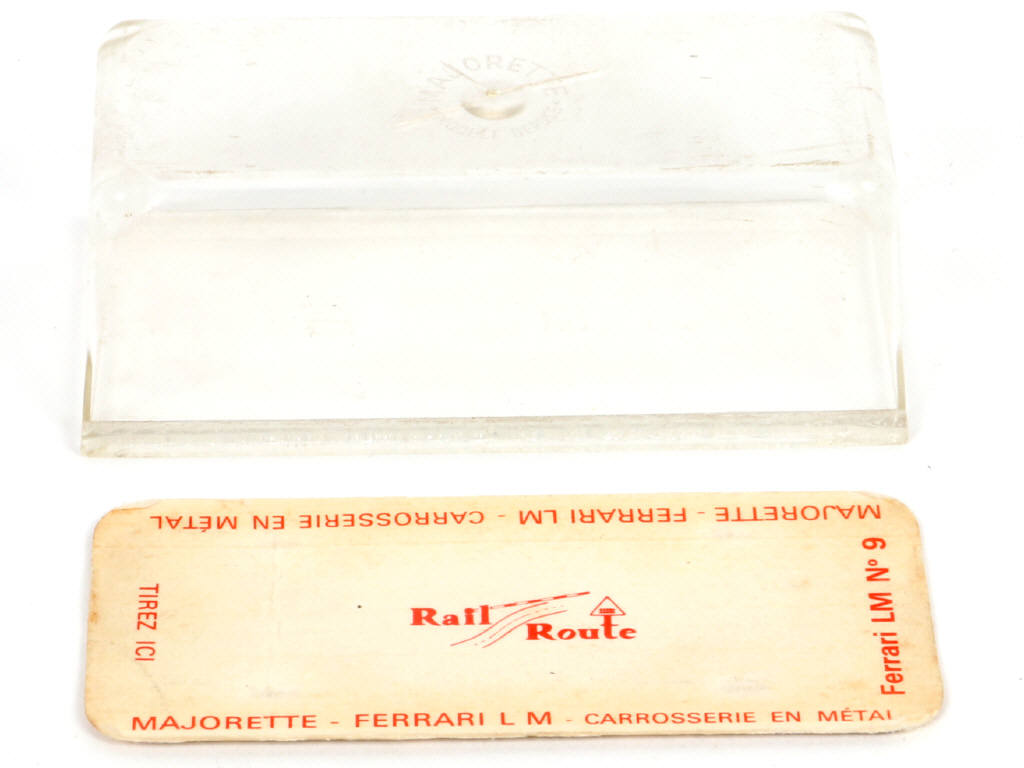 MAJORETTE
MAJORETTE - FERRARI LM - CARROSSERIE EN MÉTAL
TIREZ ICI
Rail
Route
Ferrari LM Nº 9
MAJORETTE - FERRARI L M - CARROSSERIE EN MÉTAL